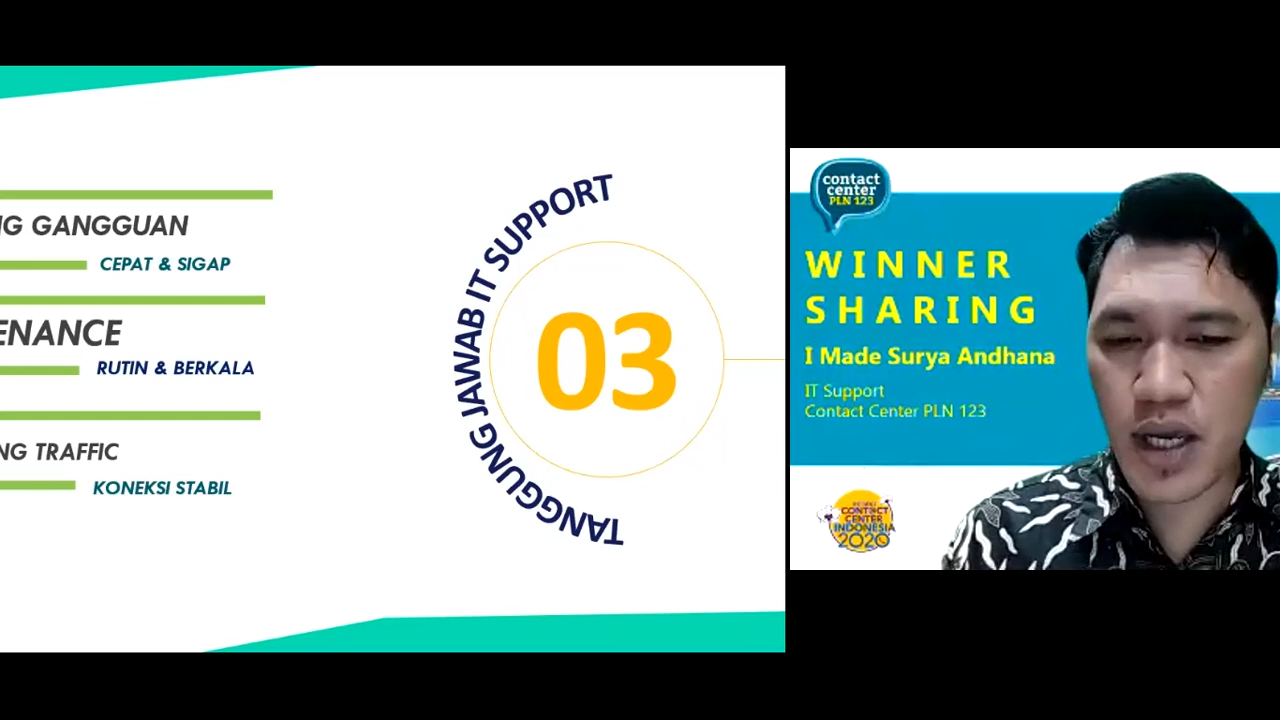 NG GANGGUAN
CEPAT & SIGAP
ENANCE
RUTIN & BERKALA
NG TRAFFIC
KONEKSI STABIL
TANGGUNG JAWAB IT SUPPORT
03
contact
center
PLN 123
WINNER
SHARING
I Made Surya Andhana
IT Support
Contact Center PLN 123
CONTACT
CENTER
INDONESIA
2020